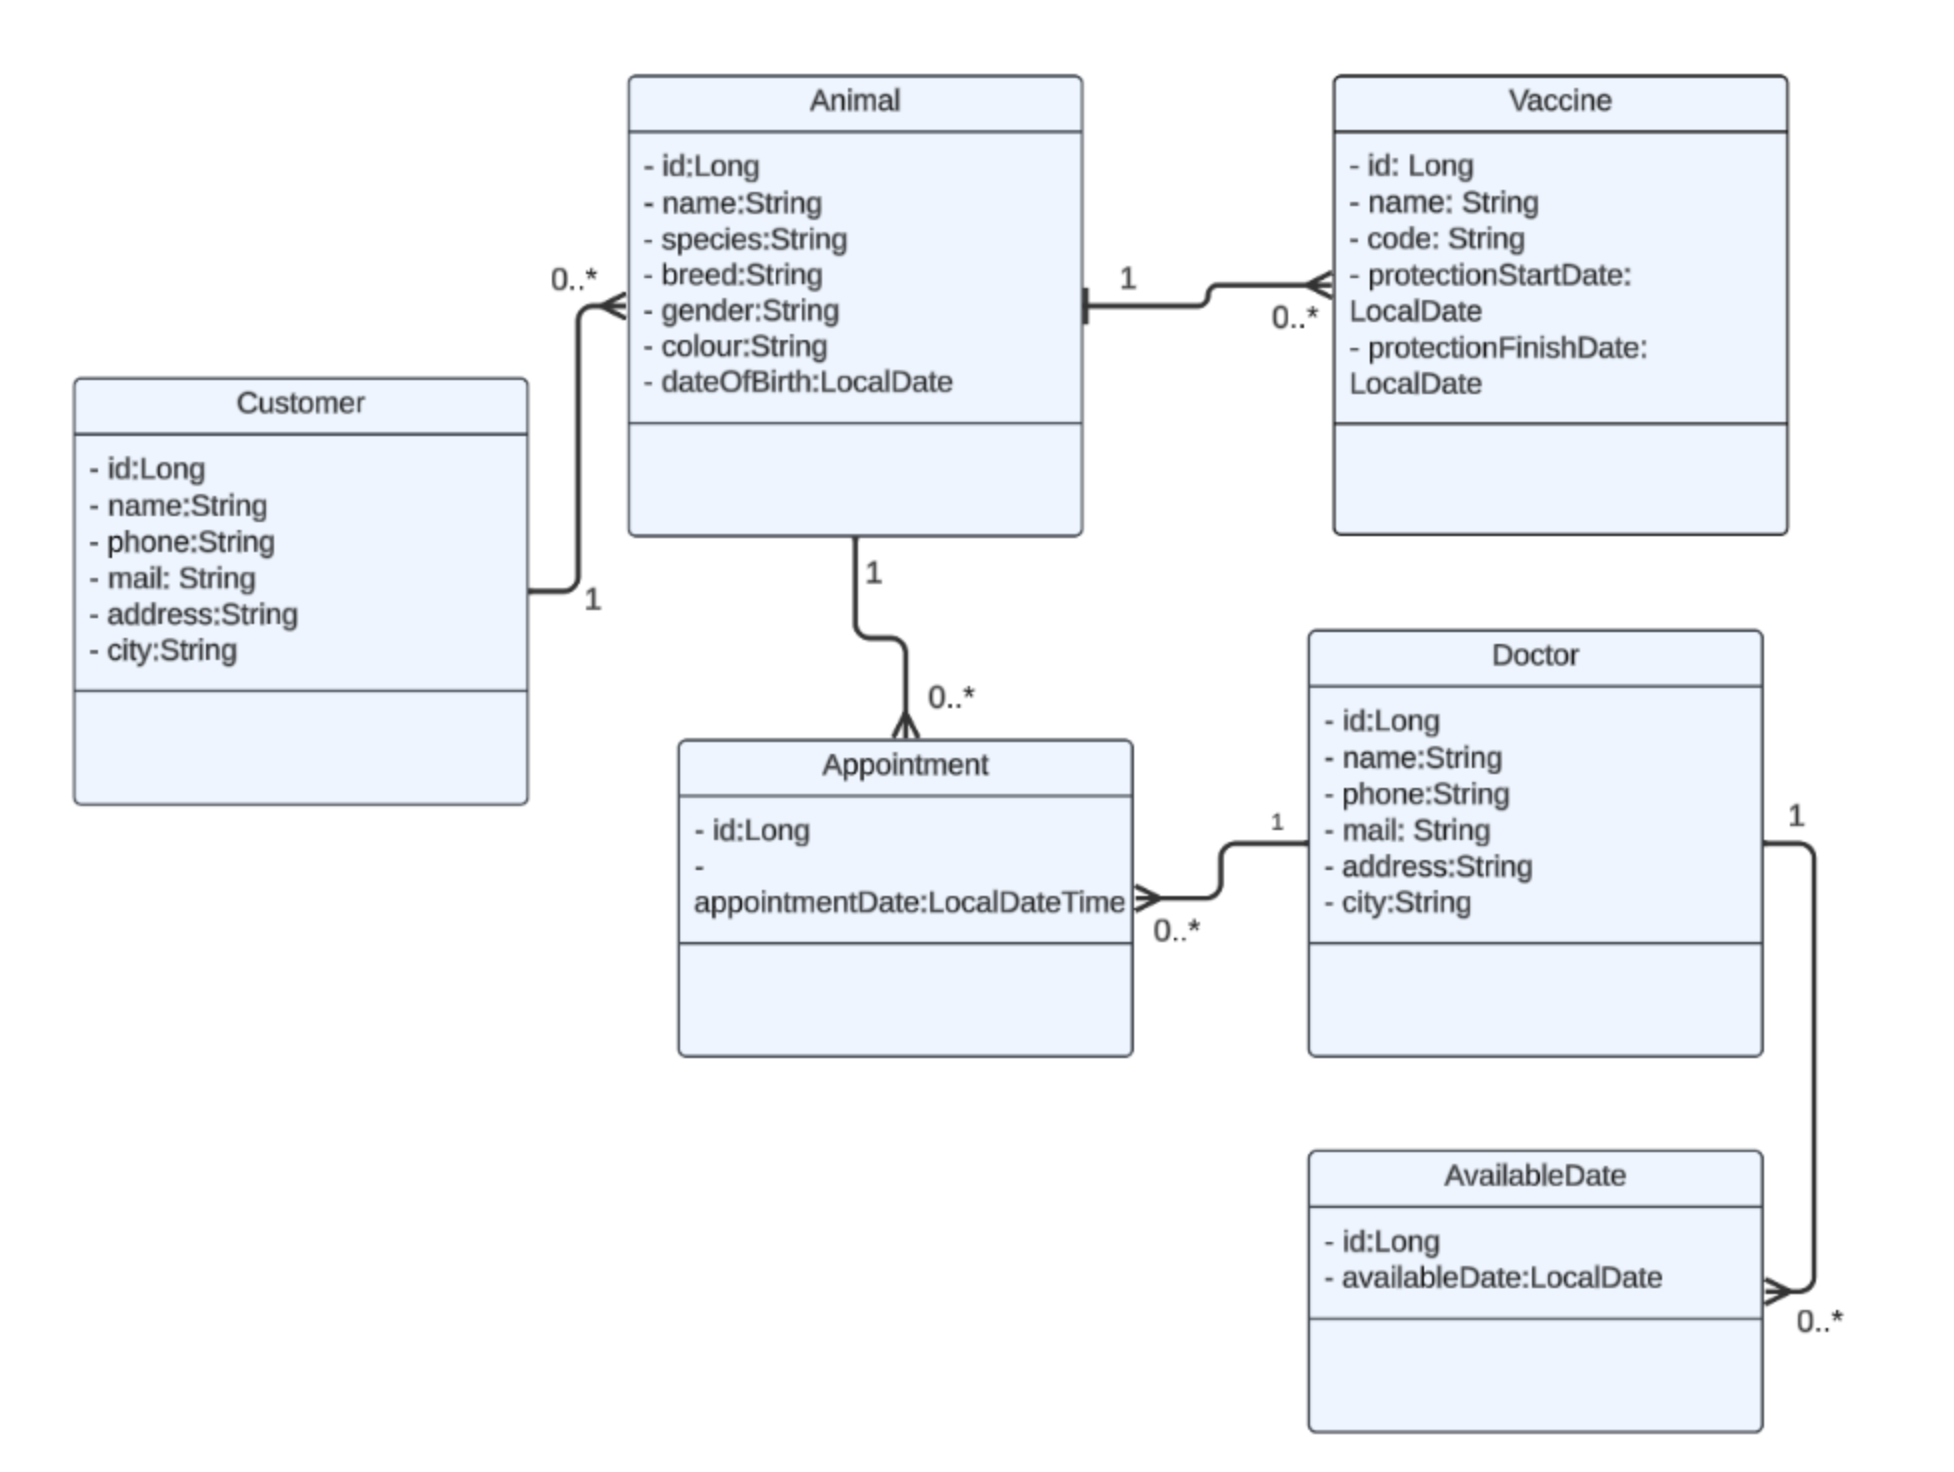 Animal
- id:Long
- name:String
- species:String
- breed:String
- gender:String
- colour:String
- dateOfBirth:LocalDate
Vaccine
- id: Long
- name: String
- code: String
- protectionStartDate:
LocalDate
- protectionFinishDate:
LocalDate
0..*
1
0..*
Customer
- id:Long
- name:String
- phone:String
- mail: String
- address:String
- city:String
1
1
0..*
Appointment
- id:Long
-
appointmentDate:LocalDateTime
1
0..*
Doctor
- id:Long
- name:String
- phone:String
- mail: String
- address:String
- city:String
1
AvailableDate
- id:Long
- availableDate:LocalDate
0..*